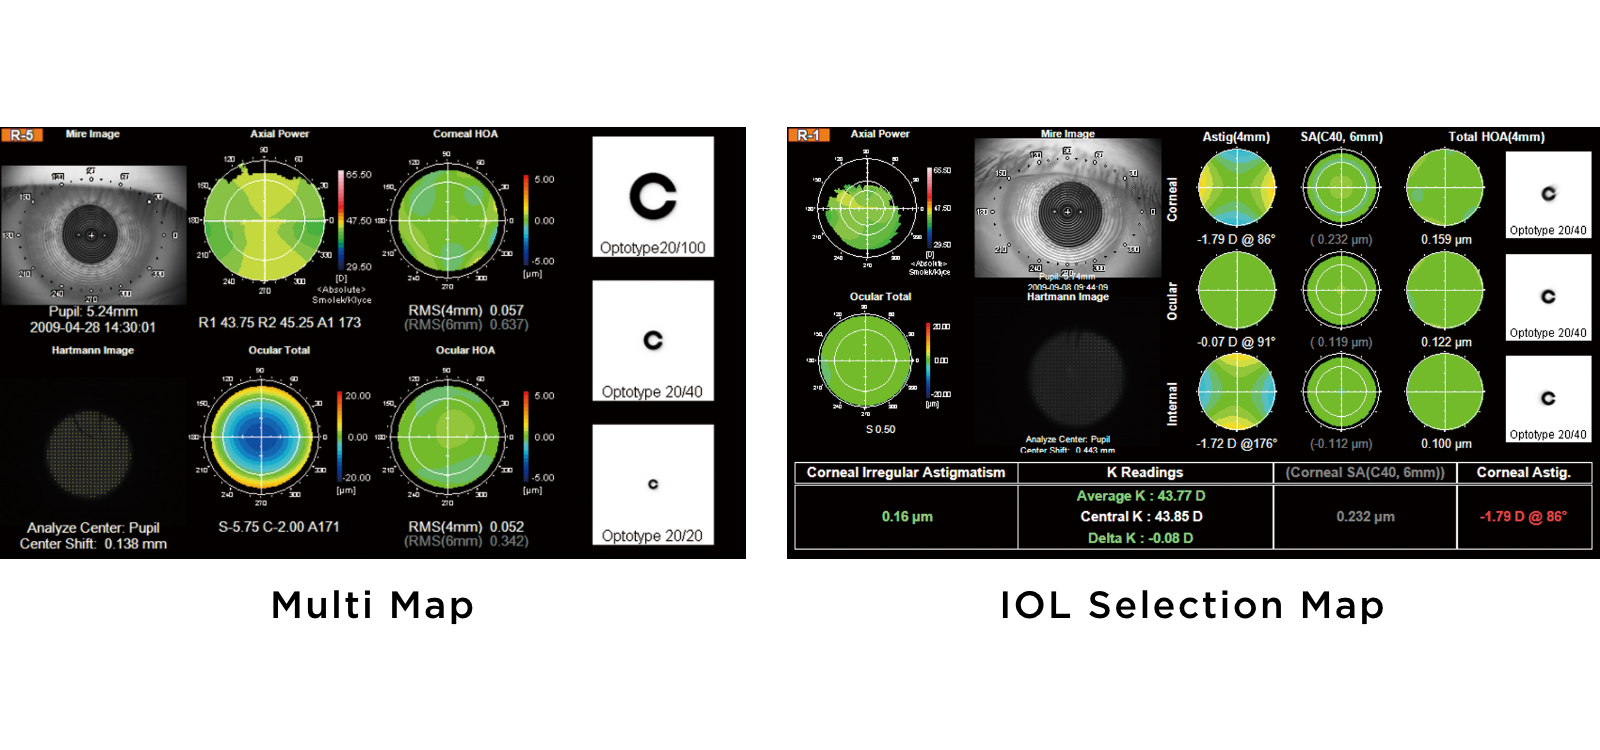 R-5
Mire Image
Axial Power
Corneal HOA
65.50
47.50
29.50
[D]
<Absolute>
Smolek/Klyce
5.00
0.00
-5.00
[µm]
Optotype20/100
Pupil: 5.24mm
2009-04-28 14:30:01
R1 43.75 R2 45.25 A1 173
RMS(4mm) 0.057
(RMS(6mm) 0.637)
Optotype 20/40
Hartmann Image
Ocular Total
Ocular HOA
20.00
0.00
-20.00
[µm]
5.00
0.00
-5.00
[µm]
Analyze Center: Pupil
Center Shift: 0.138 mm
S-5.75 C-2.00 A171
RMS(4mm) 0.052
(RMS(6mm) 0.342)
Optotype 20/20
Multi Map
R-1
Axial Power
Mire Image
Astig(4mm)
SA(C40, 6mm)
Total HOA(4mm)
65.50
47.50
29.50
[D]
<Absolute>
Smolek/Klyce
Pupil: 5.74mm
2009-09-08 09:44:09
Corneal
-1.79 D @ 86°
( 0.232 µm)
0.159 µm
Optotype 20/40
Ocular Total
Hartmann Image
20.00
0.00
-20.00
[µm]
S 0.50
Analyze Center: Pupil
Center Shift: 0.443 mm
Ocular
-0.07 D @ 91°
( 0.119 µm)
0.122 µm
Optotype 20/40
Internal
-1.72 D @176°
(-0.112 µm)
0.100 µm
Optotype 20/40
Corneal Irregular Astigmatism
K Readings
(Corneal SA(C40, 6mm))
Corneal Astig.
0.16 µm
Average K : 43.77 D
Central K : 43.85 D
Delta K : -0.08 D
0.232 µm
-1.79 D @ 86°
IOL Selection Map